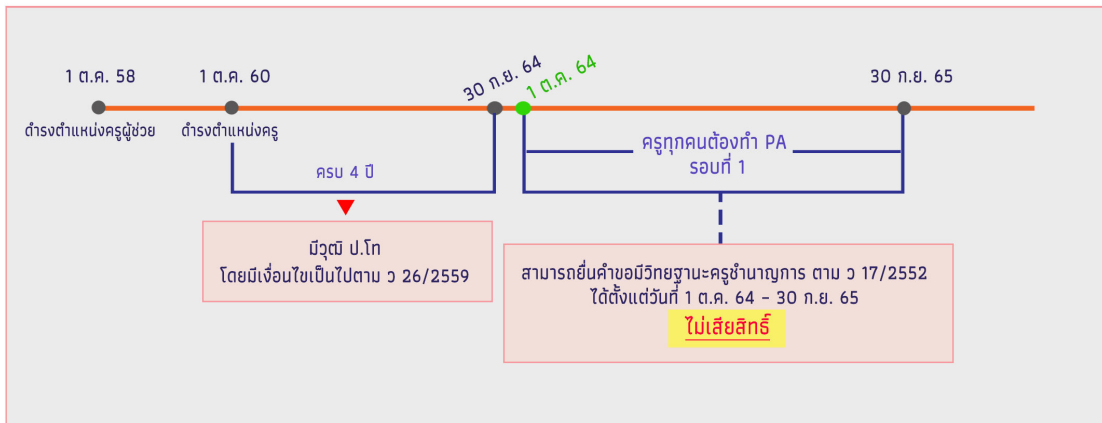 1 ต.ค. 58
1 ต.ค. 60
30 ก.ย. 64
1 ต.ค. 64
30 ก.ย. 65
ดำรงตำแหน่งครูผู้ช่วย
ดำรงตำแหน่งครู
ครบ 4 ปี
ครูทุกคนต้องทำ PA
รอบที่ 1
มีวุฒิ ป.โท
โดยมีเงื่อนไขเป็นไปตาม ว 26/2559
สามารถยื่นคำขอมีวิทยฐานะครูชำนาญการ ตาม ว 17/2552
ได้ตั้งแต่วันที่ 1 ต.ค. 64 - 30 ก.ย. 65
ไม่เสียสิทธิ์